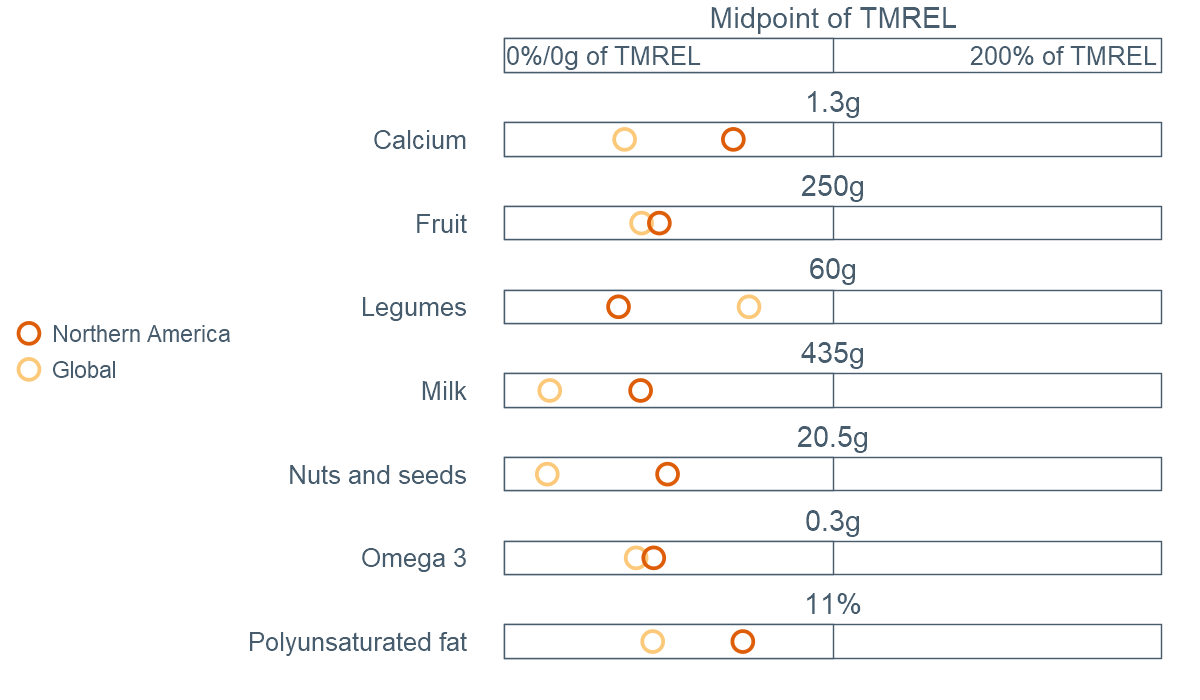 Midpoint of TMREL
0%/0g of TMREL
200% of TMREL
1.3g
Calcium
250g
Fruit
60g
Legumes
435g
Milk
20.5g
Nuts and seeds
0.3g
Omega 3
11%
Polyunsaturated fat
Northern America
Global